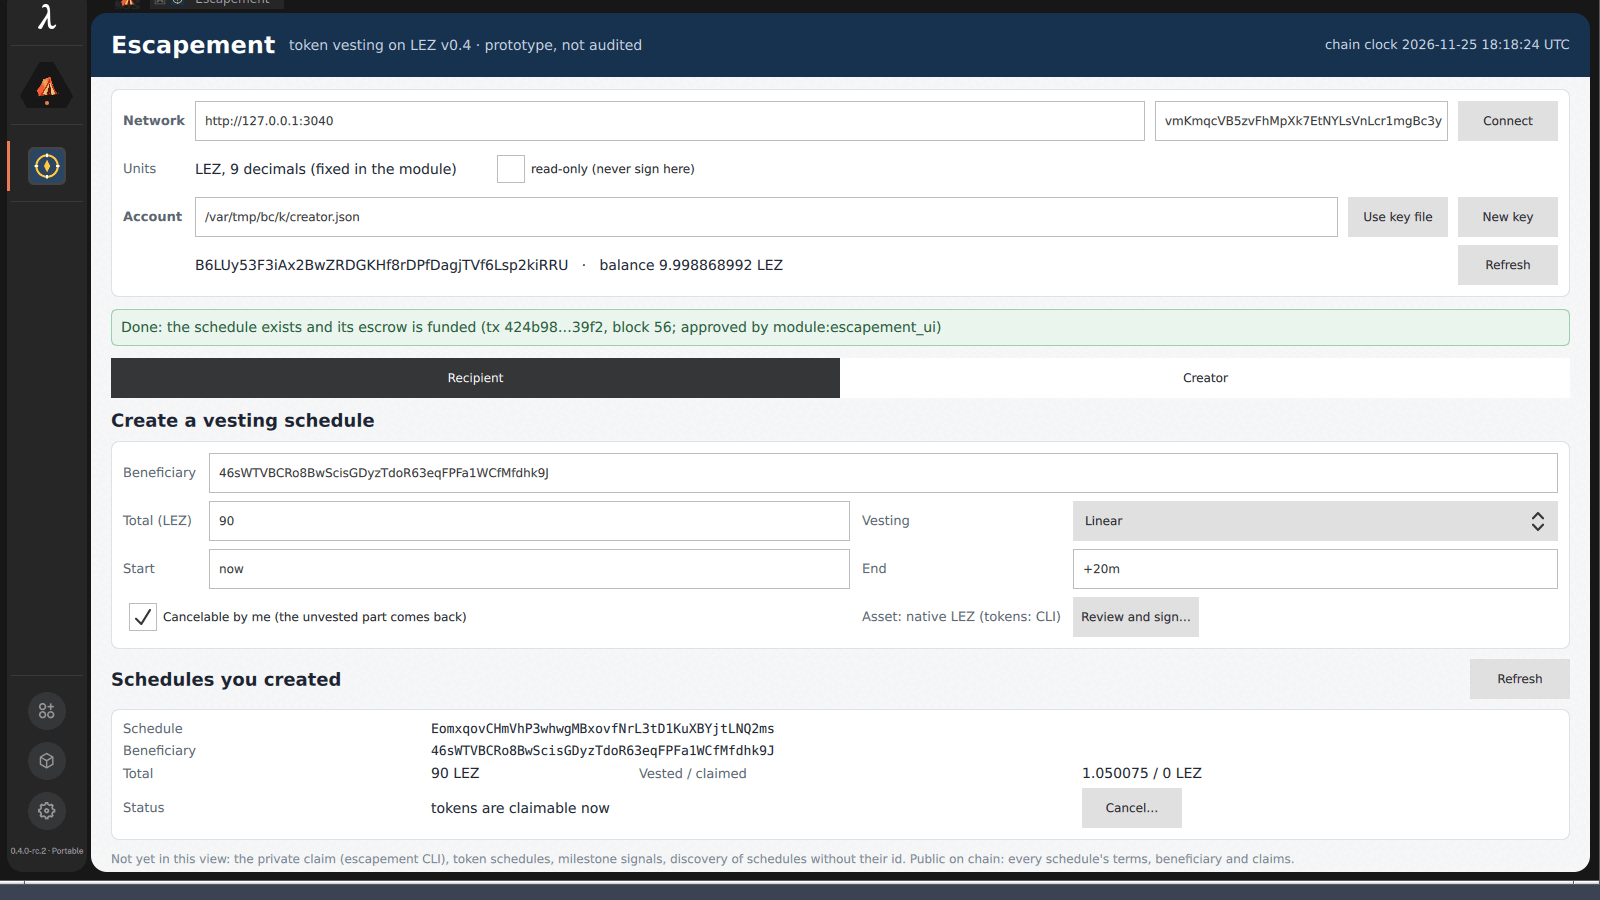 λ
Escapement
Escapement token vesting on LEZ v0.4 · prototype, not audited chain clock 2026-11-25 18:18:24 UTC
Network http://127.0.0.1:3040 vmKmqcVB5zvFhMpXk7EtNYLsVnLcr1mgBc3y Connect
Units LEZ, 9 decimals (fixed in the module) read-only (never sign here)
Account /var/tmp/bc/k/creator.json Use key file New key
B6LUy53F3iAx2BwZRDGKHf8rDPfDagjTVf6Lsp2kiRRU · balance 9.998868992 LEZ Refresh
Done: the schedule exists and its escrow is funded (tx 424b98...39f2, block 56; approved by module:escapement_ui)
Recipient Creator
Create a vesting schedule
Beneficiary 46sWTVBCRo8BwScisGDyzTdoR63eqFPFa1WCfMfdhk9J
Total (LEZ) 90 Vesting Linear
Start now End +20m
Cancelable by me (the unvested part comes back) Asset: native LEZ (tokens: CLI) Review and sign...
Schedules you created Refresh
Schedule EomxqovCHmVhP3whwgMBxovfNrL3tD1KuXBYjtLNQ2ms
Beneficiary 46sWTVBCRo8BwScisGDyzTdoR63eqFPFa1WCfMfdhk9J
Total 90 LEZ Vested / claimed 1.050075 / 0 LEZ
Status tokens are claimable now Cancel...
0.4.0-rc.2 · Portable
Not yet in this view: the private claim (escapement CLI), token schedules, milestone signals, discovery of schedules without their id. Public on chain: every schedule's terms, beneficiary and claims.